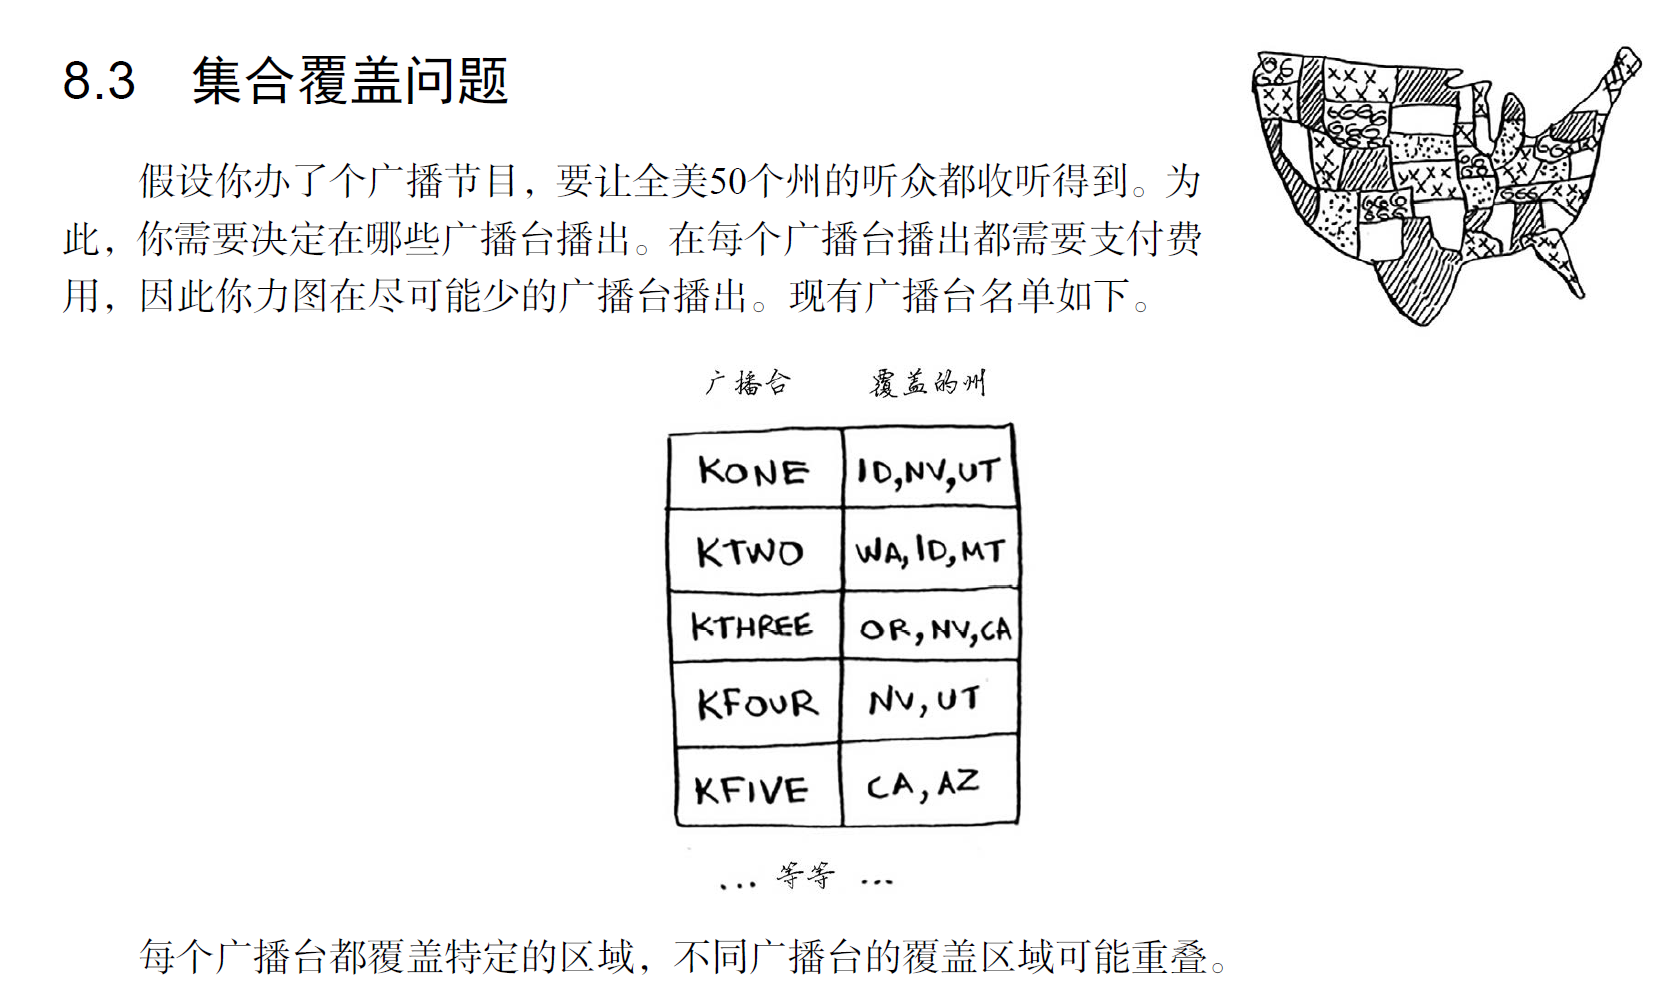 8.3 集合覆盖问题
假设你办了个广播节目，要让全美50个州的听众都收听得到。为
此，你需要决定在哪些广播台播出。在每个广播台播出都需要支付费
用，因此你力图在尽可能少的广播台播出。现有广播台名单如下。
广播台 覆盖的州
KONE ID,NV,UT
KTWO WA,ID,MT
KTHREE OR,NV,CA
KFOUR NV,UT
KFIVE CA,AZ
... 等等 ...
每个广播台都覆盖特定的区域，不同广播台的覆盖区域可能重叠。